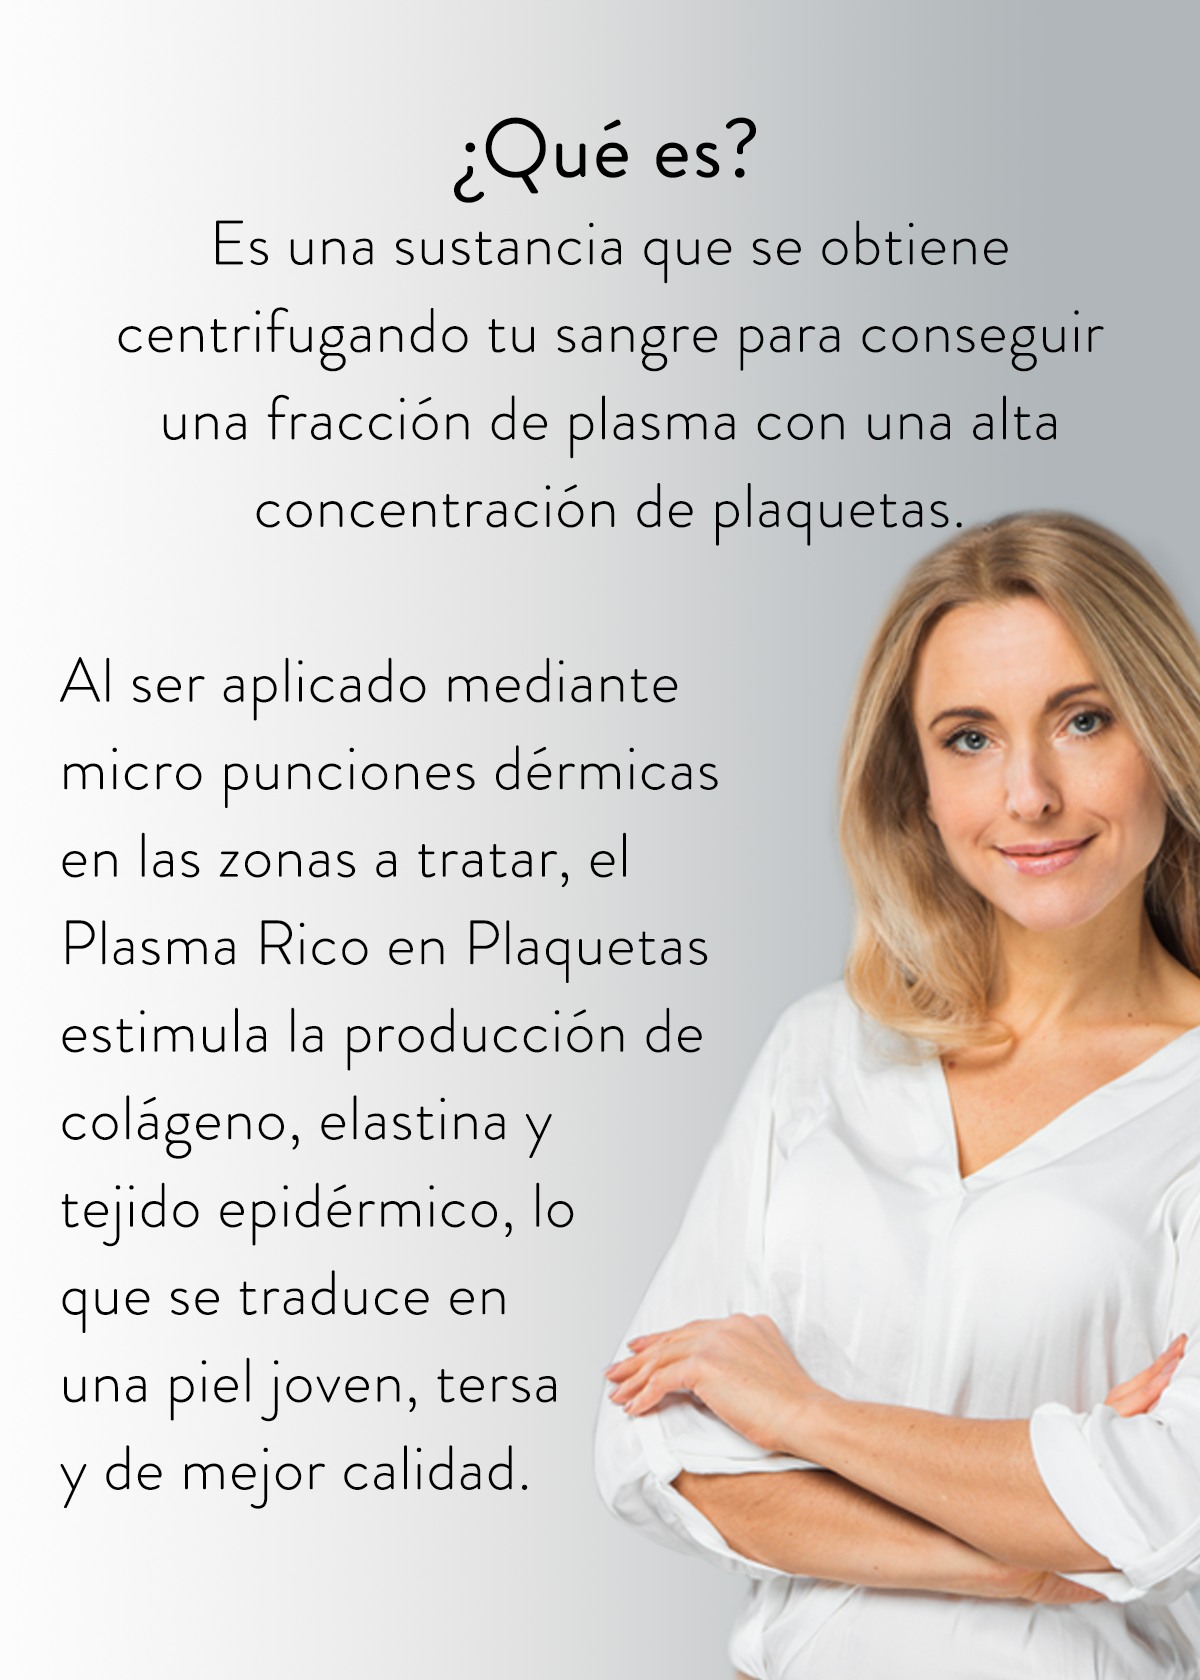 ¿Qué es?
Es una sustancia que se obtiene
centrifugando tu sangre para conseguir
una fracción de plasma con una alta
concentración de plaquetas.
Al ser aplicado mediante
micro punciones dérmicas
en las zonas a tratar, el
Plasma Rico en Plaquetas
estimula la producción de
colágeno, elastina y
tejido epidérmico, lo
que se traduce en
una piel joven, tersa
y de mejor calidad.